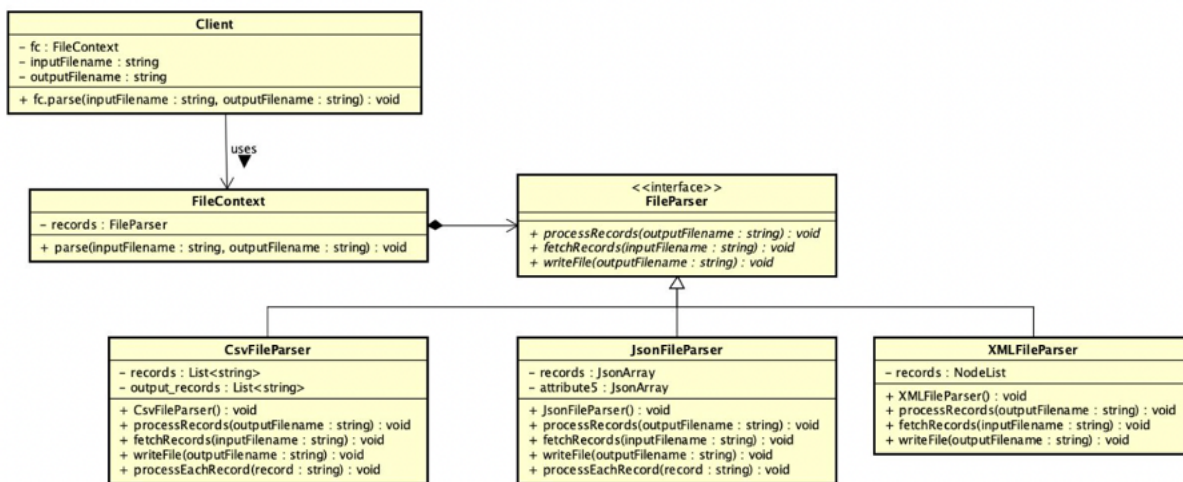 Client
- fc : FileContext
- inputFilename : string
- outputFilename : string
+ fc.parse(inputFilename : string, outputFilename : string) : void
uses
FileContext
- records : FileParser
+ parse(inputFilename : string, outputFilename : string) : void
<<interface>>
FileParser
+ processRecords(outputFilename : string) : void
+ fetchRecords(inputFilename : string) : void
+ writeFile(outputFilename : string) : void
CsvFileParser
- records : List<string>
- output_records : List<string>
+ CsvFileParser() : void
+ processRecords(outputFilename : string) : void
+ fetchRecords(inputFilename : string) : void
+ writeFile(outputFilename : string) : void
+ processEachRecord(record : string) : void
JsonFileParser
- records : JsonArray
- attribute5 : JsonArray
+ JsonFileParser() : void
+ processRecords(outputFilename : string) : void
+ fetchRecords(inputFilename : string) : void
+ writeFile(outputFilename : string) : void
+ processEachRecord(record : string) : void
XMLFileParser
- records : NodeList
+ XMLFileParser() : void
+ processRecords(outputFilename : string) : void
+ fetchRecords(inputFilename : string) : void
+ writeFile(outputFilename : string) : void